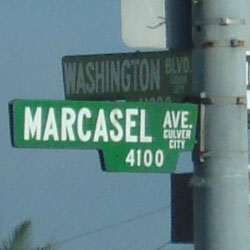 WASHINGTON BLVD.
MARCASEL AVE.
CULVER
CITY
4100